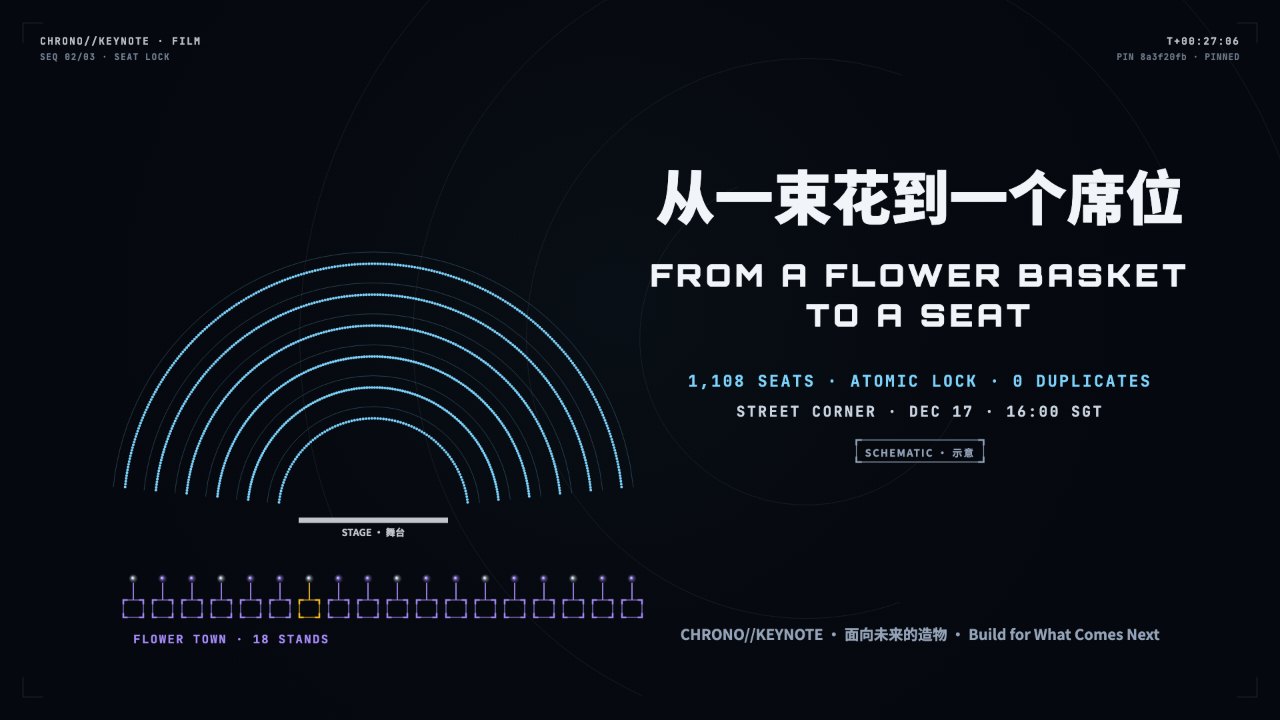 CHRONO//KEYNOTE · FILM
SEQ 02/03 · SEAT LOCK
T+00:27:06
PIN 8a3f20fb · PINNED
从一束花到一个席位
FROM A FLOWER BASKET
TO A SEAT
1,108 SEATS · ATOMIC LOCK · 0 DUPLICATES
STREET CORNER · DEC 17 · 16:00 SGT
SCHEMATIC · 示意
STAGE · 舞台
FLOWER TOWN · 18 STANDS
CHRONO//KEYNOTE · 面向未来的造物 · Build for What Comes Next